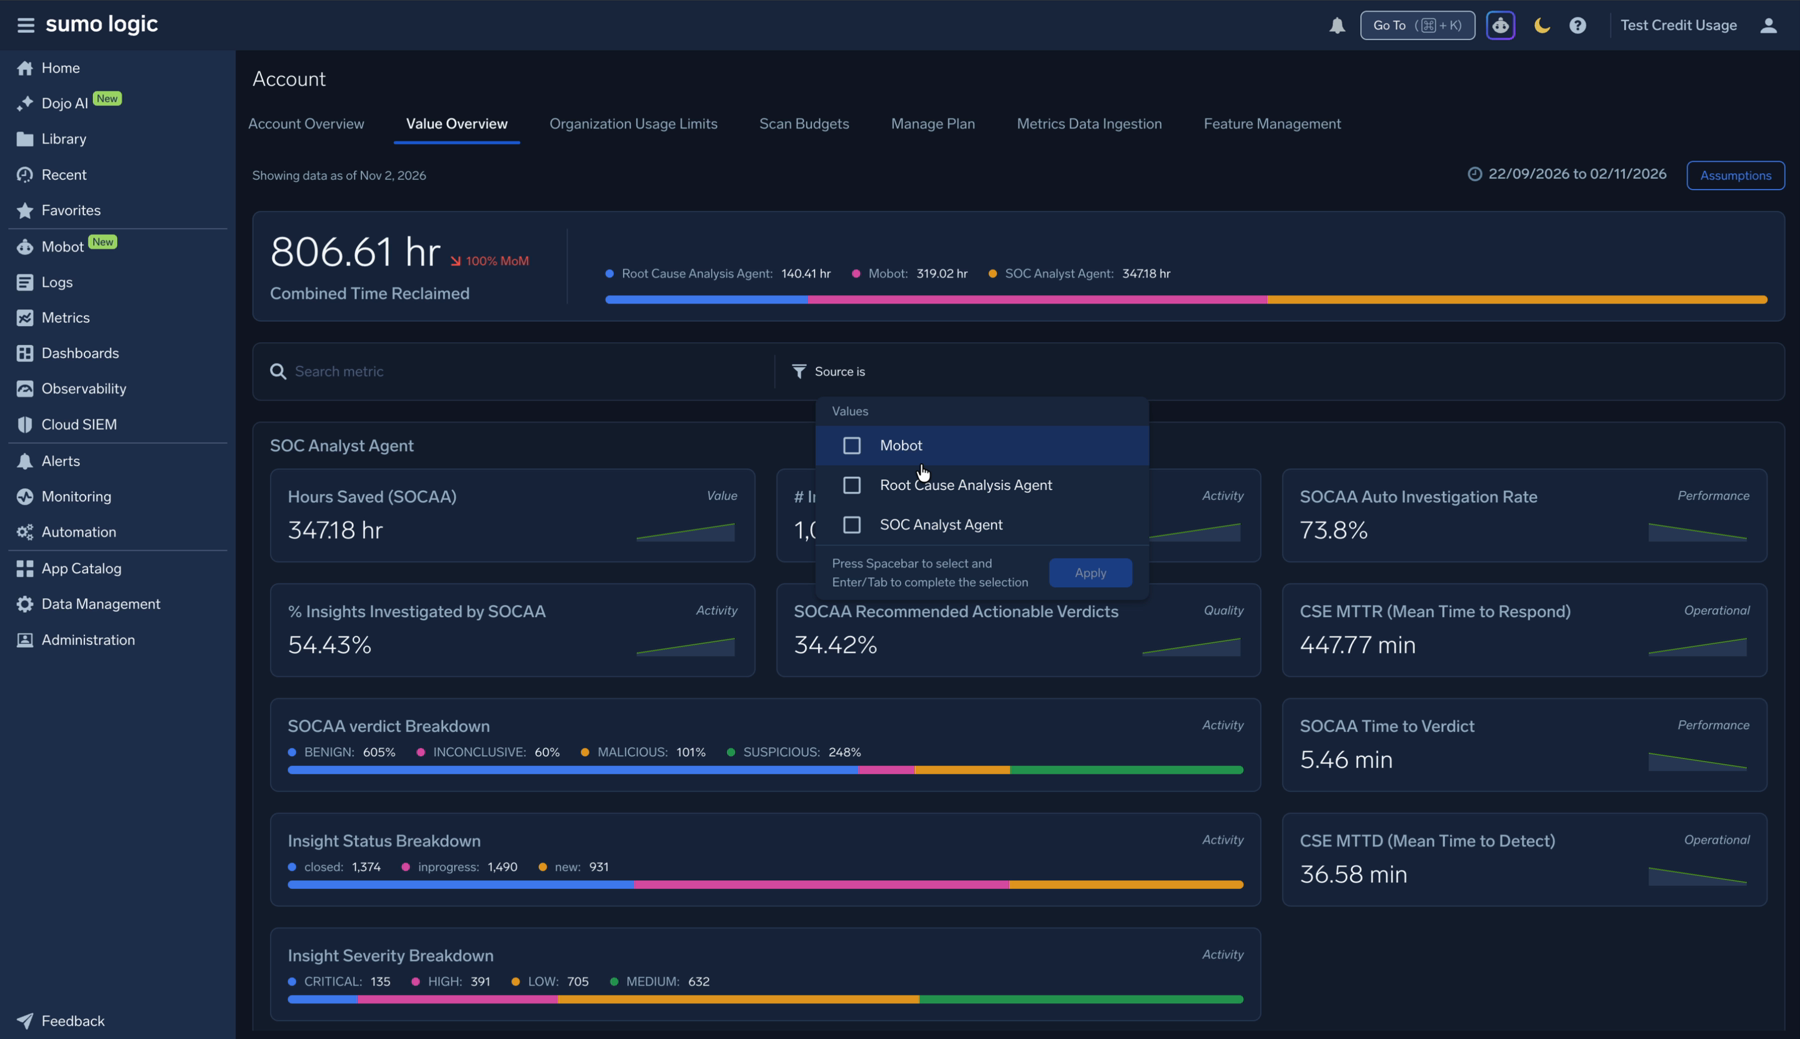 sumo logic
Go To (⌘ + K)
Test Credit Usage
Home
Dojo AI New
Library
Recent
Favorites
Mobot New
Logs
Metrics
Dashboards
Observability
Cloud SIEM
Alerts
Monitoring
Automation
App Catalog
Data Management
Administration
Feedback
Account
Account Overview Value Overview Organization Usage Limits Scan Budgets Manage Plan Metrics Data Ingestion Feature Management
Showing data as of Nov 2, 2026
22/09/2026 to 02/11/2026 Assumptions
806.61 hr 100% MoM
Combined Time Reclaimed
Root Cause Analysis Agent: 140.41 hr Mobot: 319.02 hr SOC Analyst Agent: 347.18 hr
Search metric
Source is
Values
Mobot
Root Cause Analysis Agent
SOC Analyst Agent
Press Spacebar to select and
Enter/Tab to complete the selection
Apply
SOC Analyst Agent
Hours Saved (SOCAA) Value
347.18 hr
# Activity
SOCAA Auto Investigation Rate Performance
73.8%
% Insights Investigated by SOCAA Activity
54.43%
SOCAA Recommended Actionable Verdicts Quality
34.42%
CSE MTTR (Mean Time to Respond) Operational
447.77 min
SOCAA verdict Breakdown Activity
BENIGN: 605% INCONCLUSIVE: 60% MALICIOUS: 101% SUSPICIOUS: 248%
SOCAA Time to Verdict Performance
5.46 min
Insight Status Breakdown Activity
closed: 1,374 inprogress: 1,490 new: 931
CSE MTTD (Mean Time to Detect) Operational
36.58 min
Insight Severity Breakdown Activity
CRITICAL: 135 HIGH: 391 LOW: 705 MEDIUM: 632